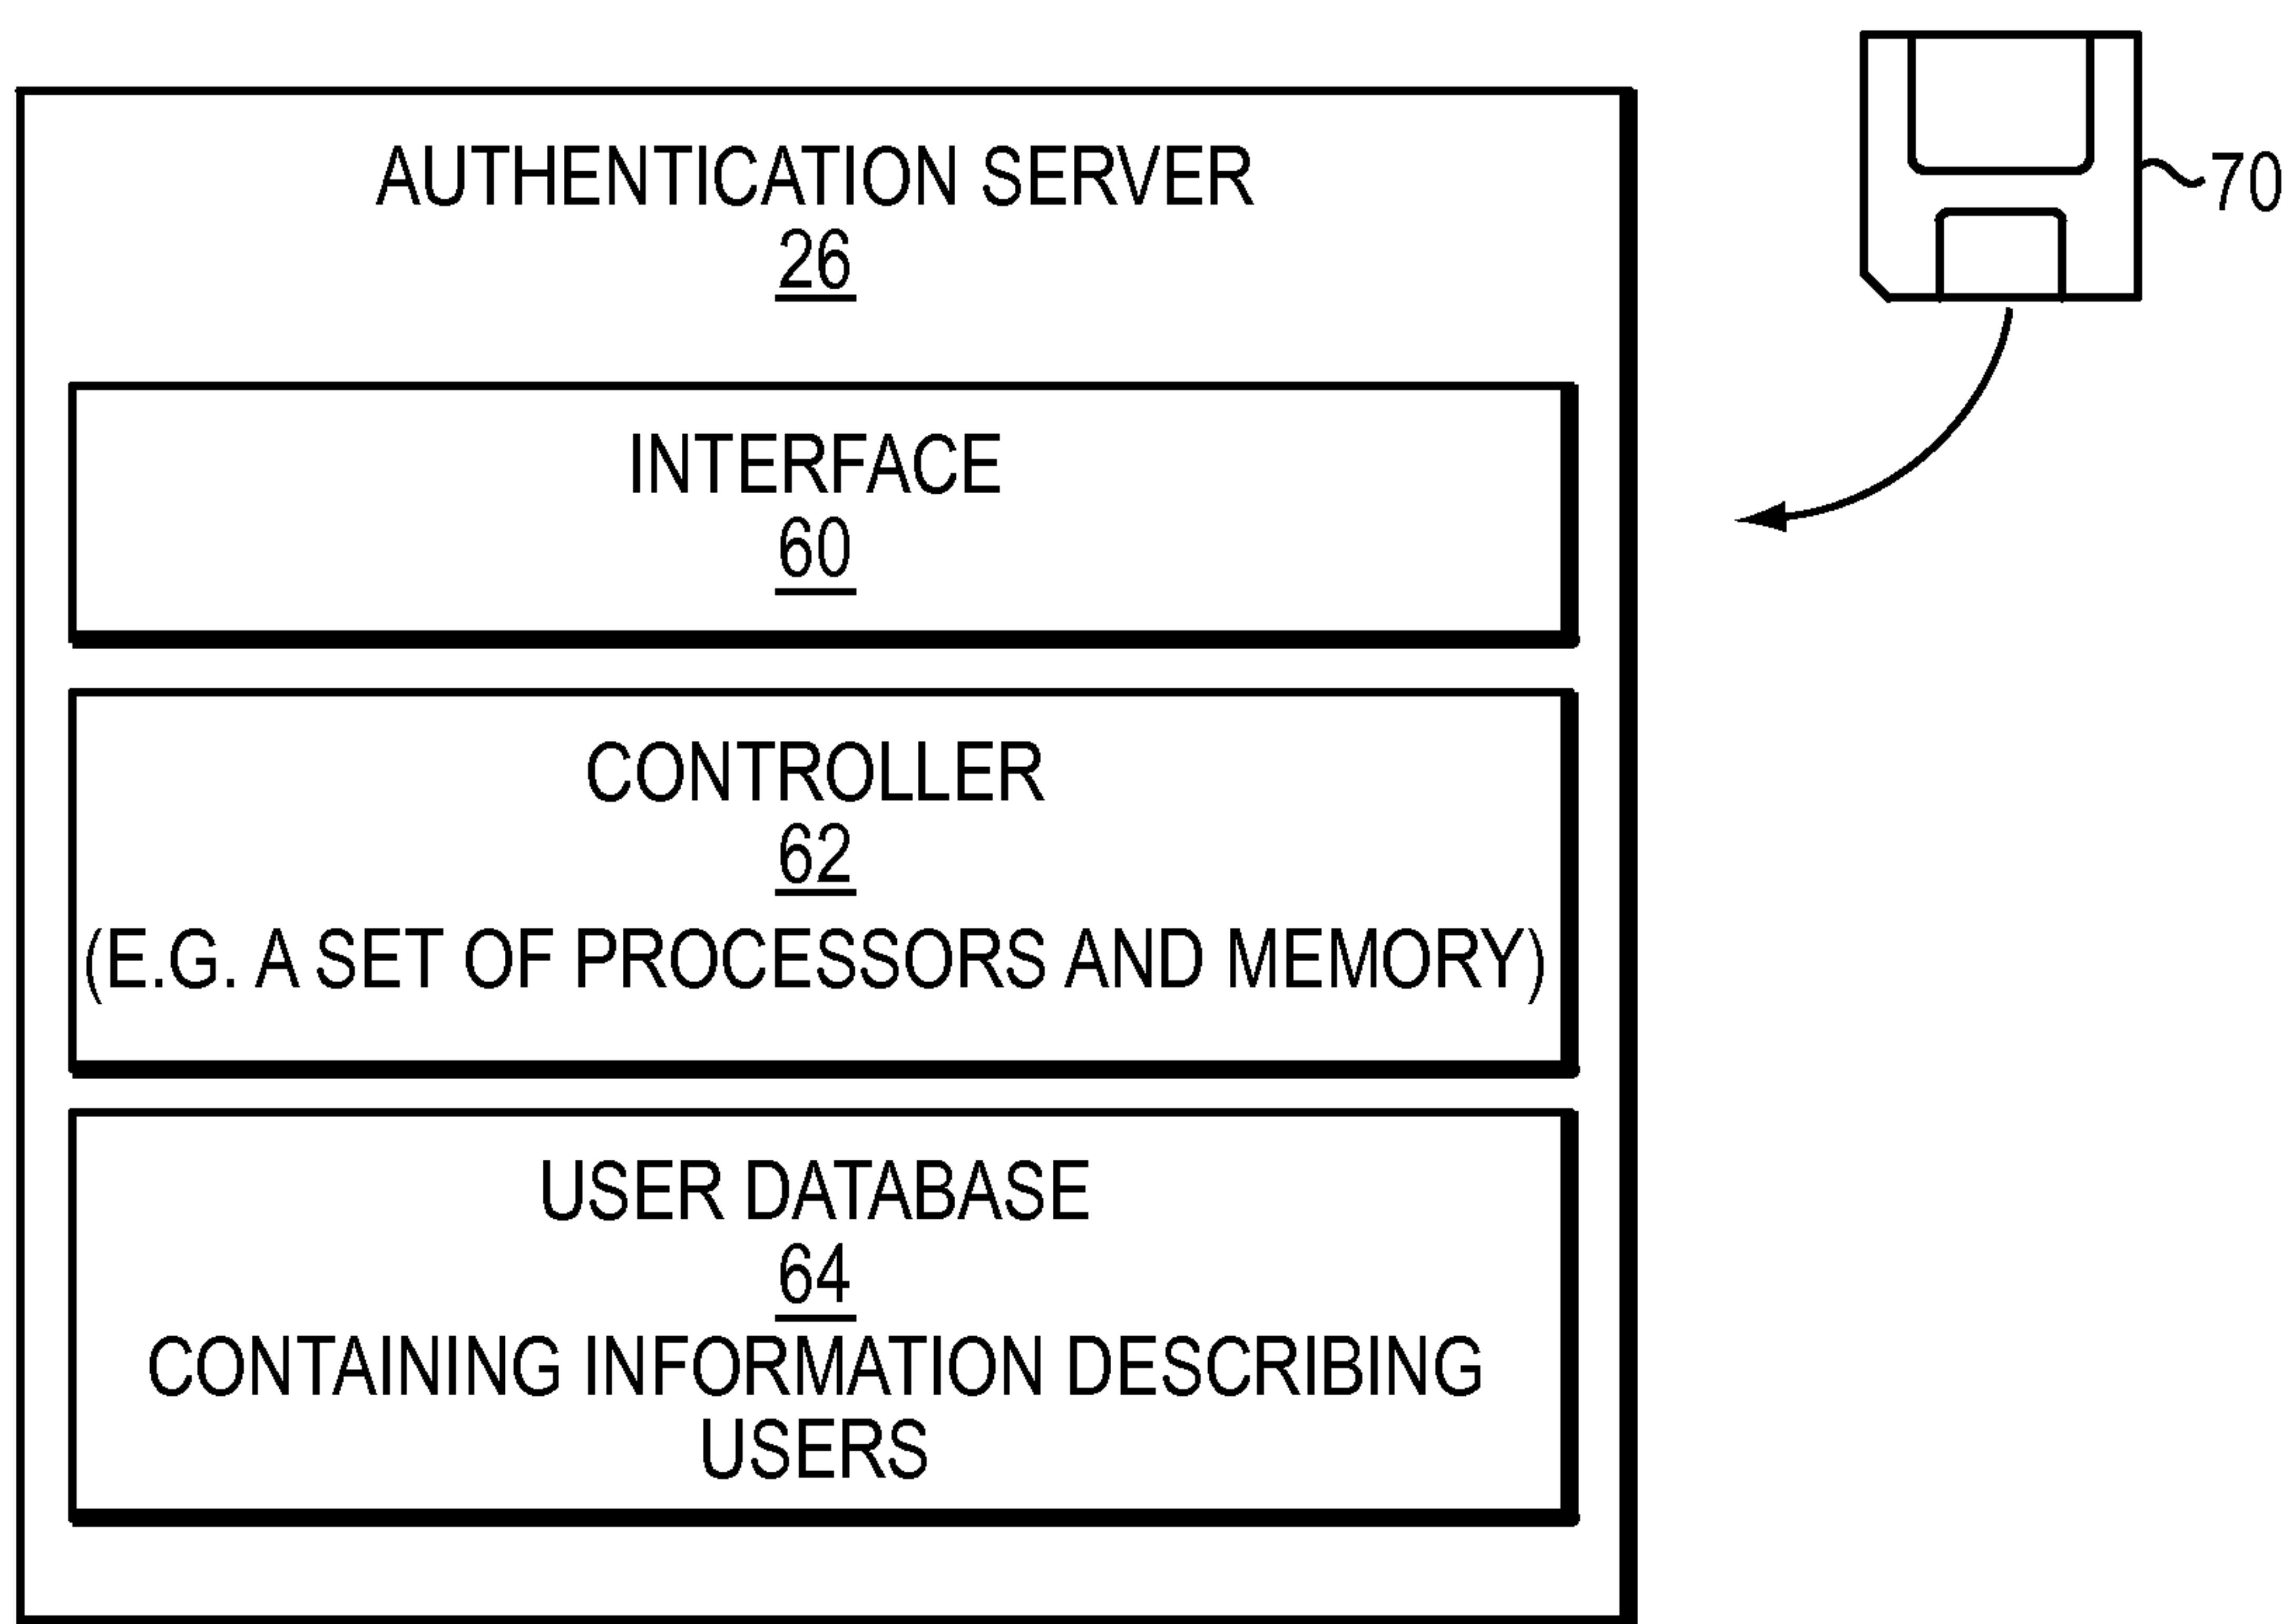 AUTHENTICATION SERVER
26
70
INTERFACE
60
CONTROLLER
62
(E.G. A SET OF PROCESSORS AND MEMORY)
USER DATABASE
64
CONTAINING INFORMATION DESCRIBING
USERS